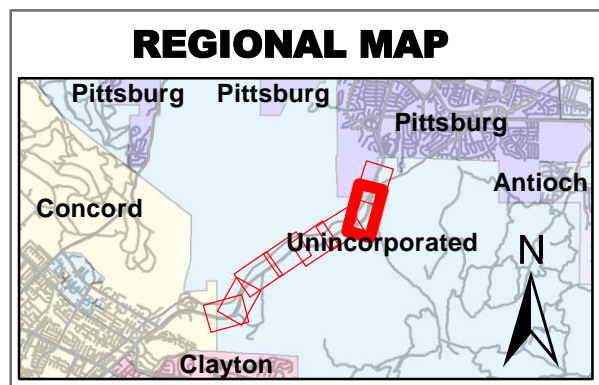 REGIONAL MAP
Pittsburg
Pittsburg
Pittsburg
Antioch
Concord
Unincorporated
N
Clayton